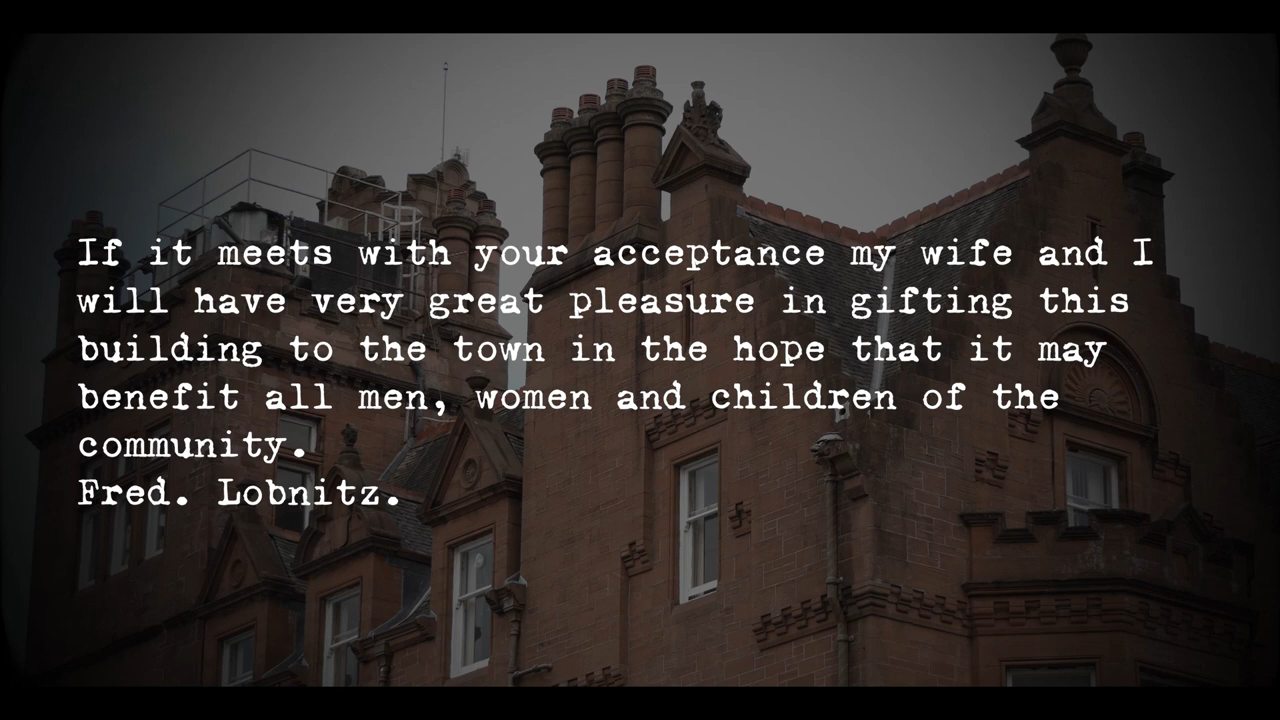 If it meets with your acceptance my wife and I
will have very great pleasure in gifting this
building to the town in the hope that it may
benefit all men, women and children of the
community.
Fred. Lobnitz.